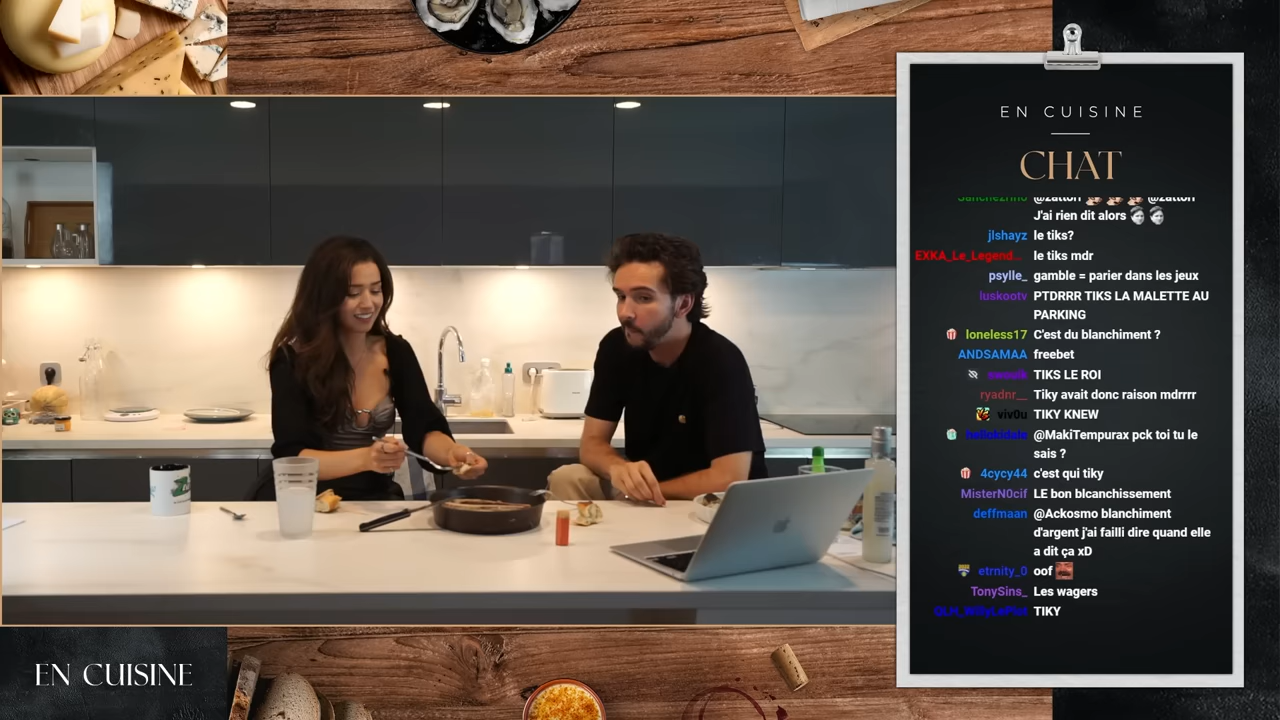 EN CUISINE
CHAT
@zattori @zattori
J'ai rien dit alors
jlshayz le tiks?
EXKA_Le_Legend... le tiks mdr
psylle_ gamble = parier dans les jeux
luskootv PTDRRR TIKS LA MALETTE AU
PARKING
loneless17 C'est du blanchiment ?
ANDSAMAA freebet
TIKS LE ROI
ryadnr__ Tiky avait donc raison mdrrrr
viv0u TIKY KNEW
@MakiTempurax pck toi tu le
sais ?
4cycy44 c'est qui tiky
MisterN0cif LE bon blcanchissement
deffmaan @Ackosmo blanchiment
d'argent j'ai failli dire quand elle
a dit ça xD
etrnity_0 oof
TonySins_ Les wagers
TIKY
EN CUISINE